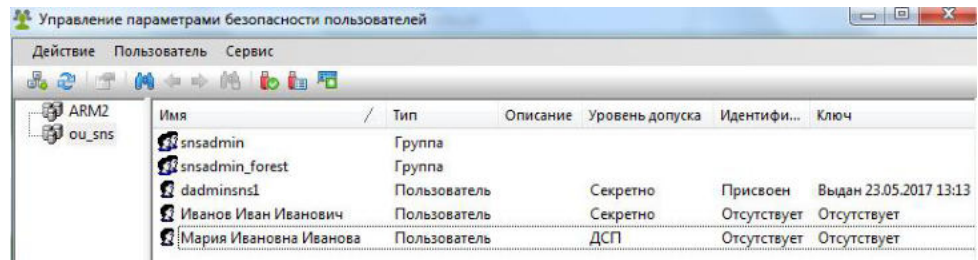 Управление параметрами безопасности пользователей
Действие Пользователь Сервис
ARM2
ou_sns
Имя Тип Описание Уровень допуска Идентифи... Ключ
snsadmin Группа
snsadmin_forest Группа
dadminsns1 Пользователь Секретно Присвоен Выдан 23.05.2017 13:13
Иванов Иван Иванович Пользователь Секретно Отсутствует Отсутствует
Мария Ивановна Иванова Пользователь ДСП Отсутствует Отсутствует